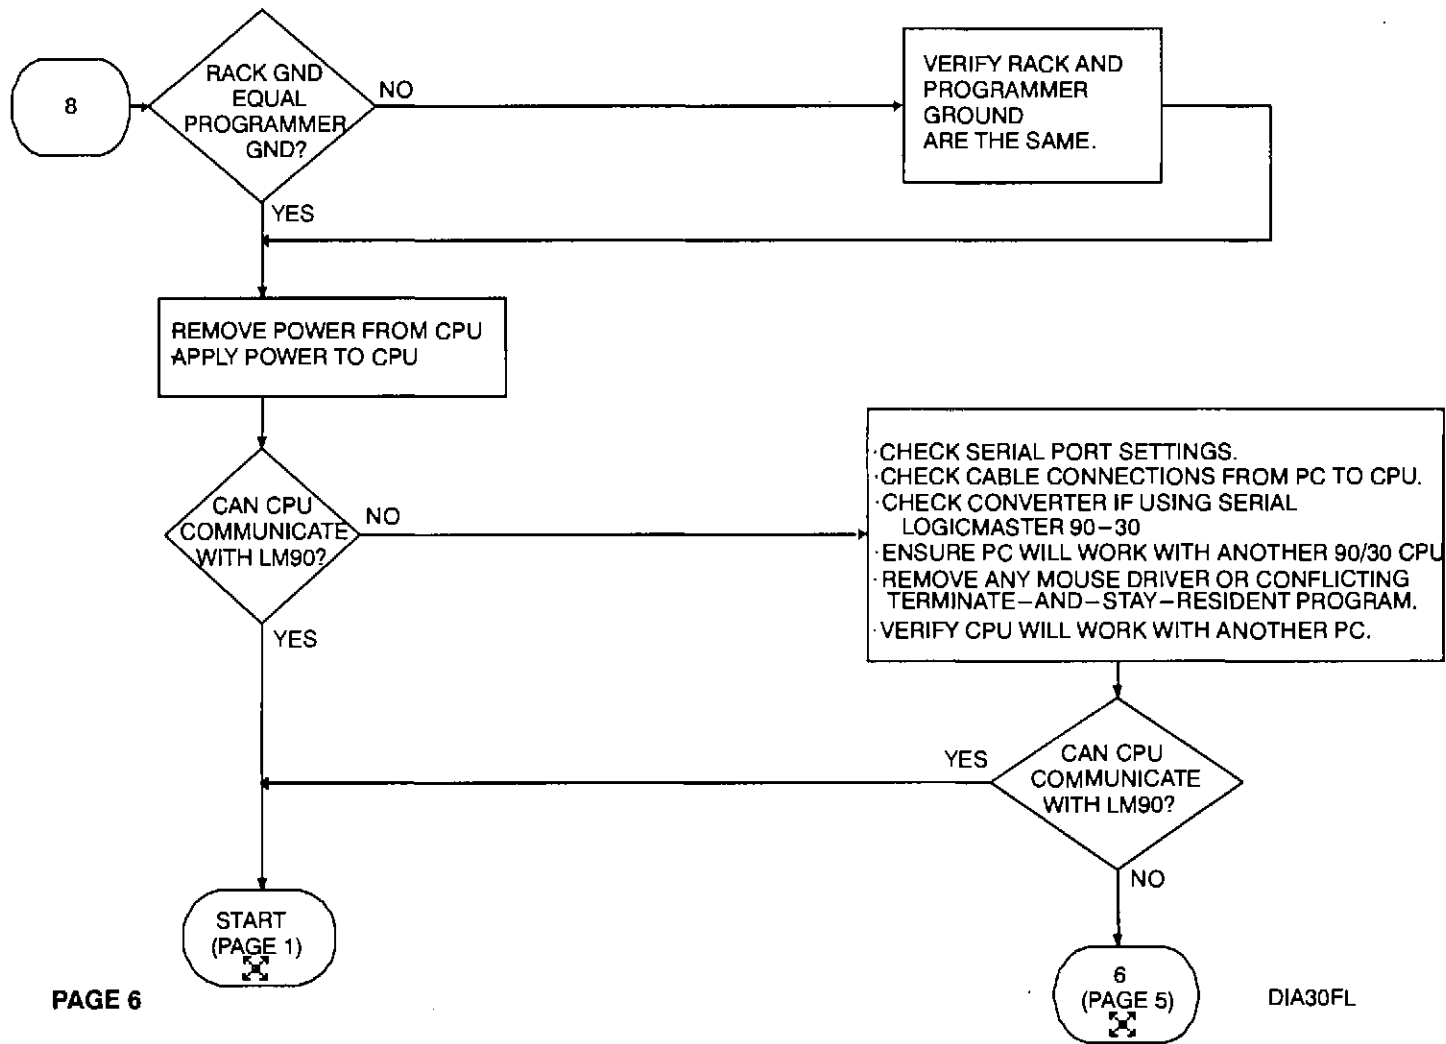 8
RACK GND
EQUAL
PROGRAMMER
GND?
NO
VERIFY RACK AND
PROGRAMMER
GROUND
ARE THE SAME.
YES
REMOVE POWER FROM CPU
APPLY POWER TO CPU
CAN CPU
COMMUNICATE
WITH LM90?
NO
·CHECK SERIAL PORT SETTINGS.
·CHECK CABLE CONNECTIONS FROM PC TO CPU.
·CHECK CONVERTER IF USING SERIAL
LOGICMASTER 90–30
·ENSURE PC WILL WORK WITH ANOTHER 90/30 CPU
·REMOVE ANY MOUSE DRIVER OR CONFLICTING
TERMINATE–AND–STAY–RESIDENT PROGRAM.
·VERIFY CPU WILL WORK WITH ANOTHER PC.
YES
YES
CAN CPU
COMMUNICATE
WITH LM90?
NO
START
(PAGE 1)
6
(PAGE 5)
PAGE 6
DIA30FL